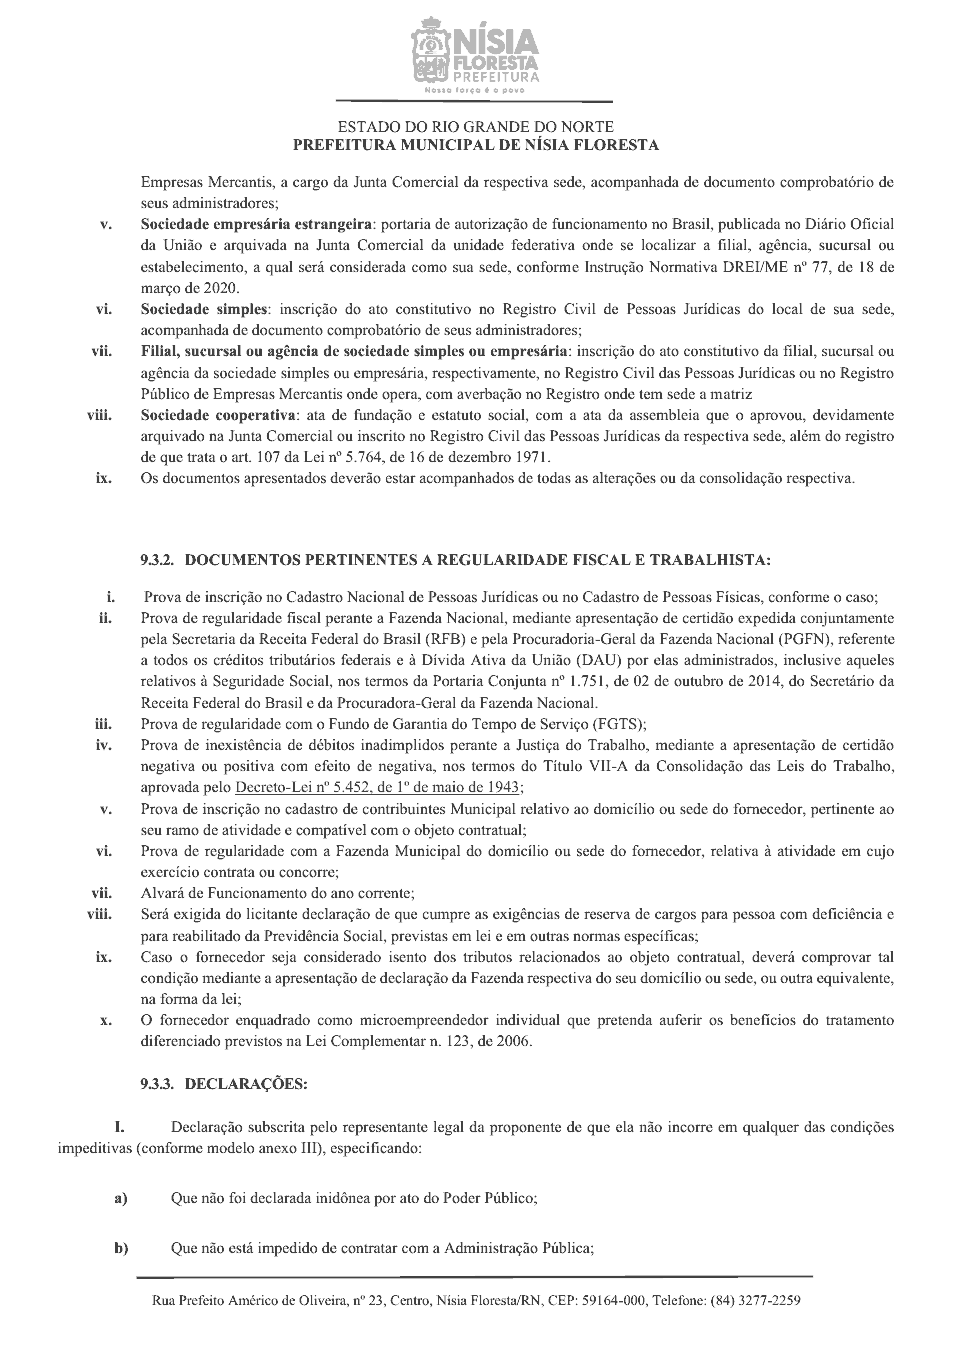 NÍSIA
FLORESTA
PREFEITURA
Nossa força é o povo
ESTADO DO RIO GRANDE DO NORTE
PREFEITURA MUNICIPAL DE NÍSIA FLORESTA
Empresas Mercantis, a cargo da Junta Comercial da respectiva sede, acompanhada de documento comprobatório de
seus administradores;
v. Sociedade empresária estrangeira: portaria de autorização de funcionamento no Brasil, publicada no Diário Oficial
da União e arquivada na Junta Comercial da unidade federativa onde se localizar a filial, agência, sucursal ou
estabelecimento, a qual será considerada como sua sede, conforme Instrução Normativa DREI/ME nº 77, de 18 de
março de 2020.
vi. Sociedade simples: inscrição do ato constitutivo no Registro Civil de Pessoas Jurídicas do local de sua sede,
acompanhada de documento comprobatório de seus administradores;
vii. Filial, sucursal ou agência de sociedade simples ou empresária: inscrição do ato constitutivo da filial, sucursal ou
agência da sociedade simples ou empresária, respectivamente, no Registro Civil das Pessoas Jurídicas ou no Registro
Público de Empresas Mercantis onde opera, com averbação no Registro onde tem sede a matriz
viii. Sociedade cooperativa: ata de fundação e estatuto social, com a ata da assembleia que o aprovou, devidamente
arquivado na Junta Comercial ou inscrito no Registro Civil das Pessoas Jurídicas da respectiva sede, além do registro
de que trata o art. 107 da Lei nº 5.764, de 16 de dezembro 1971.
ix. Os documentos apresentados deverão estar acompanhados de todas as alterações ou da consolidação respectiva.
9.3.2. DOCUMENTOS PERTINENTES A REGULARIDADE FISCAL E TRABALHISTA:
i. Prova de inscrição no Cadastro Nacional de Pessoas Jurídicas ou no Cadastro de Pessoas Físicas, conforme o caso;
ii. Prova de regularidade fiscal perante a Fazenda Nacional, mediante apresentação de certidão expedida conjuntamente
pela Secretaria da Receita Federal do Brasil (RFB) e pela Procuradoria-Geral da Fazenda Nacional (PGFN), referente
a todos os créditos tributários federais e à Dívida Ativa da União (DAU) por elas administrados, inclusive aqueles
relativos à Seguridade Social, nos termos da Portaria Conjunta nº 1.751, de 02 de outubro de 2014, do Secretário da
Receita Federal do Brasil e da Procuradora-Geral da Fazenda Nacional.
iii. Prova de regularidade com o Fundo de Garantia do Tempo de Serviço (FGTS);
iv. Prova de inexistência de débitos inadimplidos perante a Justiça do Trabalho, mediante a apresentação de certidão
negativa ou positiva com efeito de negativa, nos termos do Título VII-A da Consolidação das Leis do Trabalho,
aprovada pelo Decreto-Lei nº 5.452, de 1º de maio de 1943;
v. Prova de inscrição no cadastro de contribuintes Municipal relativo ao domicílio ou sede do fornecedor, pertinente ao
seu ramo de atividade e compatível com o objeto contratual;
vi. Prova de regularidade com a Fazenda Municipal do domicílio ou sede do fornecedor, relativa à atividade em cujo
exercício contrata ou concorre;
vii. Alvará de Funcionamento do ano corrente;
viii. Será exigida do licitante declaração de que cumpre as exigências de reserva de cargos para pessoa com deficiência e
para reabilitado da Previdência Social, previstas em lei e em outras normas específicas;
ix. Caso o fornecedor seja considerado isento dos tributos relacionados ao objeto contratual, deverá comprovar tal
condição mediante a apresentação de declaração da Fazenda respectiva do seu domicílio ou sede, ou outra equivalente,
na forma da lei;
x. O fornecedor enquadrado como microempreendedor individual que pretenda auferir os benefícios do tratamento
diferenciado previstos na Lei Complementar n. 123, de 2006.
9.3.3. DECLARAÇÕES:
I. Declaração subscrita pelo representante legal da proponente de que ela não incorre em qualquer das condições
impeditivas (conforme modelo anexo III), especificando:
a) Que não foi declarada inidônea por ato do Poder Público;
b) Que não está impedido de contratar com a Administração Pública;
Rua Prefeito Américo de Oliveira, nº 23, Centro, Nísia Floresta/RN, CEP: 59164-000, Telefone: (84) 3277-2259